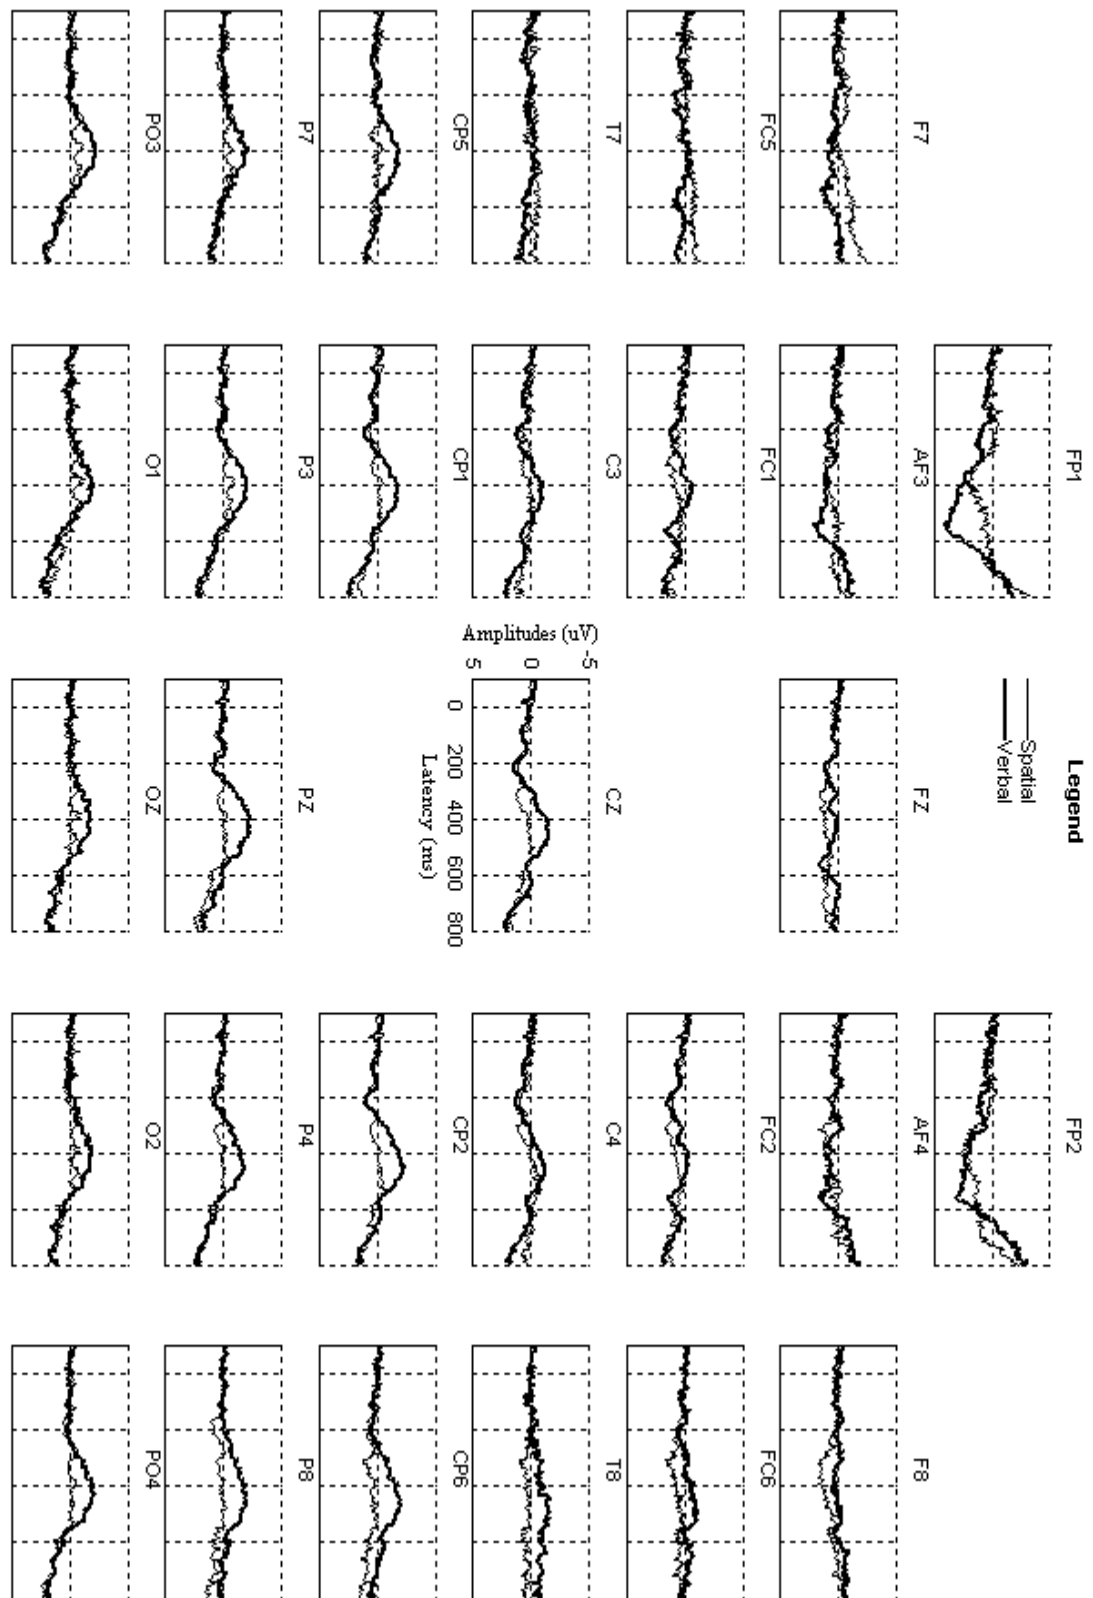 FP1
Legend
Spatial
Verbal
FP2
F7
AF3
FZ
AF4
F8
FC5
FC1
FC2
FC6
T7
C3
CZ
C4
T8
-5
0
5
Amplitudes (uV)
0 200 400 600 800
Latency (ms)
CP5
CP1
CP2
CP6
P7
P3
PZ
P4
P8
PO3
O1
OZ
O2
PO4